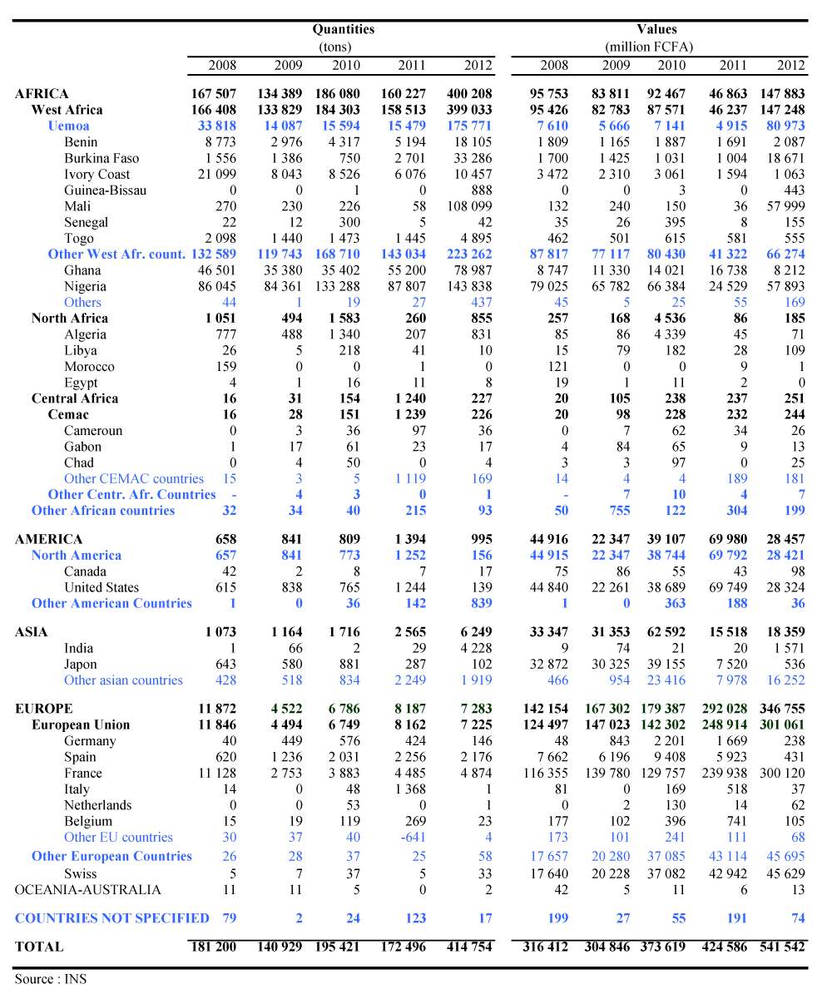 Quantities Values
(tons) (million FCFA)
2008 2009 2010 2011 2012 2008 2009 2010 2011 2012
AFRICA 167 507 134 389 186 080 160 227 400 208 95 753 83 811 92 467 46 863 147 883
West Africa 166 408 133 829 184 303 158 513 399 033 95 426 82 783 87 571 46 237 147 248
Uemoa 33 818 14 087 15 594 15 479 175 771 7 610 5 666 7 141 4 915 80 973
Benin 8 773 2 976 4 317 5 194 18 105 1 809 1 165 1 887 1 691 2 087
Burkina Faso 1 556 1 386 750 2 701 33 286 1 700 1 425 1 031 1 004 18 671
Ivory Coast 21 099 8 043 8 526 6 076 10 457 3 472 2 310 3 061 1 594 1 063
Guinea-Bissau 0 0 1 0 888 0 0 3 0 443
Mali 270 230 226 58 108 099 132 240 150 36 57 999
Senegal 22 12 300 5 42 35 26 395 8 155
Togo 2 098 1 440 1 473 1 445 4 895 462 501 615 581 555
Other West Afr. count. 132 589 119 743 168 710 143 034 223 262 87 817 77 117 80 430 41 322 66 274
Ghana 46 501 35 380 35 402 55 200 78 987 8 747 11 330 14 021 16 738 8 212
Nigeria 86 045 84 361 133 288 87 807 143 838 79 025 65 782 66 384 24 529 57 893
Others 44 1 19 27 437 45 5 25 55 169
North Africa 1 051 494 1 583 260 855 257 168 4 536 86 185
Algeria 777 488 1 340 207 831 85 86 4 339 45 71
Libya 26 5 218 41 10 15 79 182 28 109
Morocco 159 0 0 1 0 121 0 0 9 1
Egypt 4 1 16 11 8 19 1 11 2 0
Central Africa 16 31 154 1 240 227 20 105 238 237 251
Cemac 16 28 151 1 239 226 20 98 228 232 244
Cameroun 0 3 36 97 36 0 7 62 34 26
Gabon 1 17 61 23 17 4 84 65 9 13
Chad 0 4 50 0 4 3 3 97 0 25
Other CEMAC countries 15 3 5 1 119 169 14 4 4 189 181
Other Centr. Afr. Countries - 4 3 0 1 - 7 10 4 7
Other African countries 32 34 40 215 93 50 755 122 304 199
AMERICA 658 841 809 1 394 995 44 916 22 347 39 107 69 980 28 457
North America 657 841 773 1 252 156 44 915 22 347 38 744 69 792 28 421
Canada 42 2 8 7 17 75 86 55 43 98
United States 615 838 765 1 244 139 44 840 22 261 38 689 69 749 28 324
Other American Countries 1 0 36 142 839 1 0 363 188 36
ASIA 1 073 1 164 1 716 2 565 6 249 33 347 31 353 62 592 15 518 18 359
India 1 66 2 29 4 228 9 74 21 20 1 571
Japon 643 580 881 287 102 32 872 30 325 39 155 7 520 536
Other asian countries 428 518 834 2 249 1 919 466 954 23 416 7 978 16 252
EUROPE 11 872 4 522 6 786 8 187 7 283 142 154 167 302 179 387 292 028 346 755
European Union 11 846 4 494 6 749 8 162 7 225 124 497 147 023 142 302 248 914 301 061
Germany 40 449 576 424 146 48 843 2 201 1 669 238
Spain 620 1 236 2 031 2 256 2 176 7 662 6 196 9 408 5 923 431
France 11 128 2 753 3 883 4 485 4 874 116 355 139 780 129 757 239 938 300 120
Italy 14 0 48 1 368 1 81 0 169 518 37
Netherlands 0 0 53 0 1 0 2 130 14 62
Belgium 15 19 119 269 23 177 102 396 741 105
Other EU countries 30 37 40 -641 4 173 101 241 111 68
Other European Countries 26 28 37 25 58 17 657 20 280 37 085 43 114 45 695
Swiss 5 7 37 5 33 17 640 20 228 37 082 42 942 45 629
OCEANIA-AUSTRALIA 11 11 5 0 2 42 5 11 6 13
COUNTRIES NOT SPECIFIED 79 2 24 123 17 199 27 55 191 74
TOTAL 181 200 140 929 195 421 172 496 414 754 316 412 304 846 373 619 424 586 541 542
Source : INS